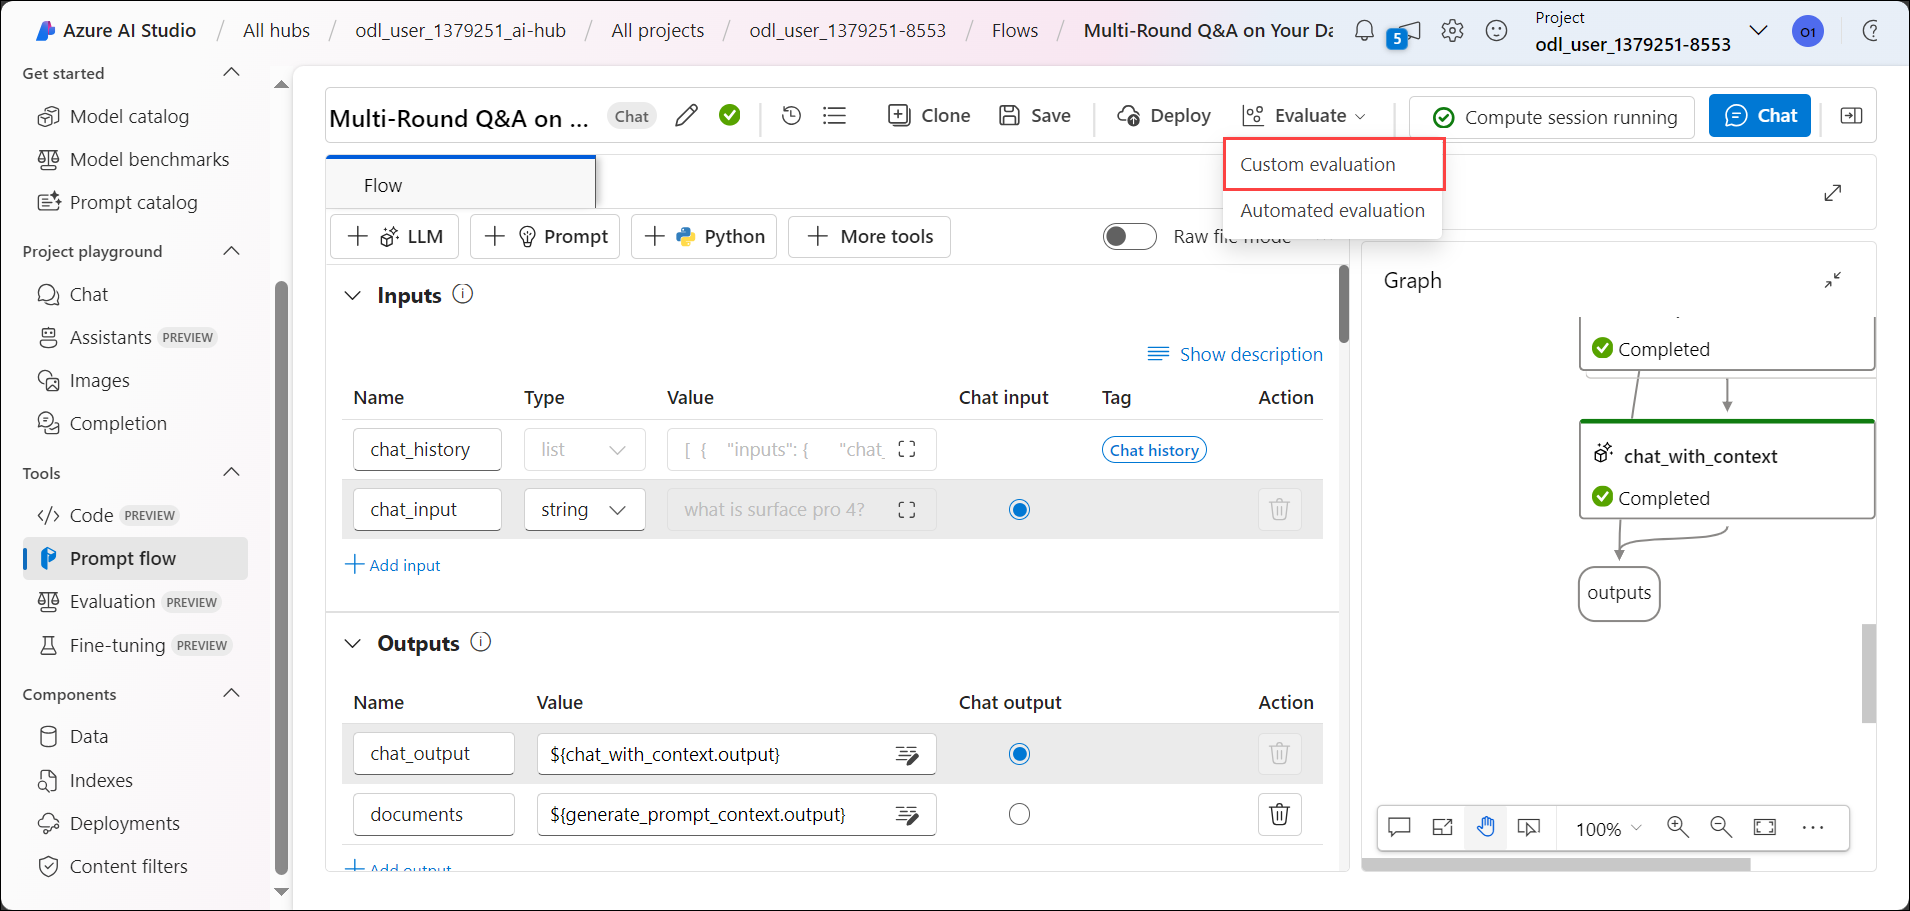 Azure AI Studio / All hubs / odl_user_1379251_ai-hub / All projects / odl_user_1379251-8553 / Flows / Multi-Round Q&A on Your Da
5
Project
odl_user_1379251-8553
O1
Get started
Model catalog
Model benchmarks
Prompt catalog
Project playground
Chat
Assistants PREVIEW
Images
Completion
Tools
Code PREVIEW
Prompt flow
Evaluation PREVIEW
Fine-tuning PREVIEW
Components
Data
Indexes
Deployments
Content filters
Multi-Round Q&A on ... Chat Clone Save Deploy Evaluate Compute session running Chat
Custom evaluation
Automated evaluation
Flow
LLM Prompt Python More tools Raw file mode
Inputs
Show description
Name Type Value Chat input Tag Action
chat_history list [ { "inputs": { "chat_ Chat history
chat_input string what is surface pro 4?
Add input
Outputs
Name Value Chat output Action
chat_output ${chat_with_context.output}
documents ${generate_prompt_context.output}
Add output
Graph
Completed
chat_with_context
Completed
outputs
100%